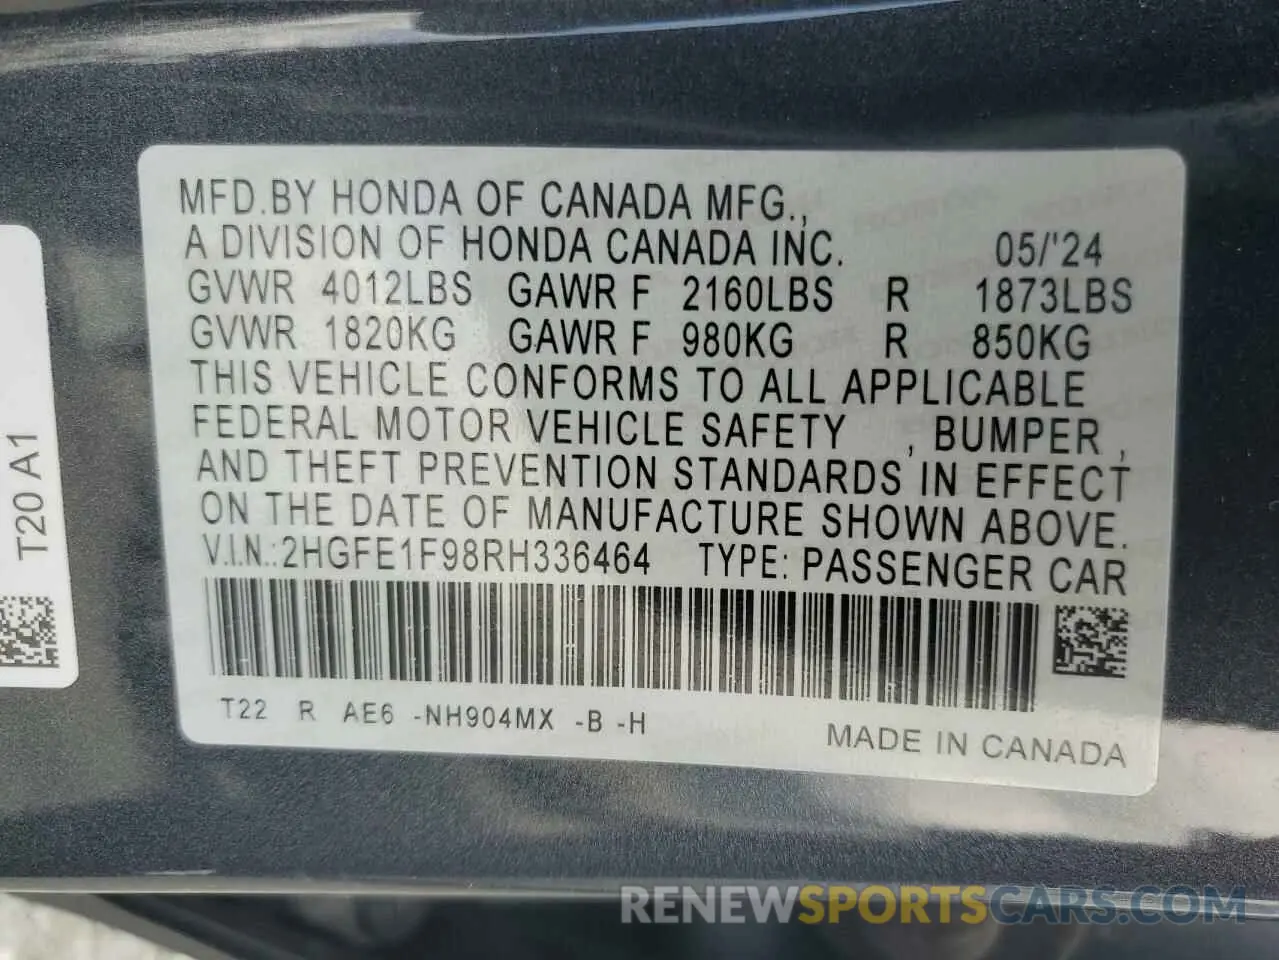 MFD.BY HONDA OF CANADA MFG.,
A DIVISION OF HONDA CANADA INC. 05/'24
GVWR 4012LBS GAWR F 2160LBS R 1873LBS
GVWR 1820KG GAWR F 980KG R 850KG
THIS VEHICLE CONFORMS TO ALL APPLICABLE
FEDERAL MOTOR VEHICLE SAFETY , BUMPER ,
AND THEFT PREVENTION STANDARDS IN EFFECT
ON THE DATE OF MANUFACTURE SHOWN ABOVE.
V.I.N.:2HGFE1F98RH336464 TYPE: PASSENGER CAR
T22 R AE6 -NH904MX -B -H
MADE IN CANADA
T20 A1
RENEWSPORTSCARS.COM